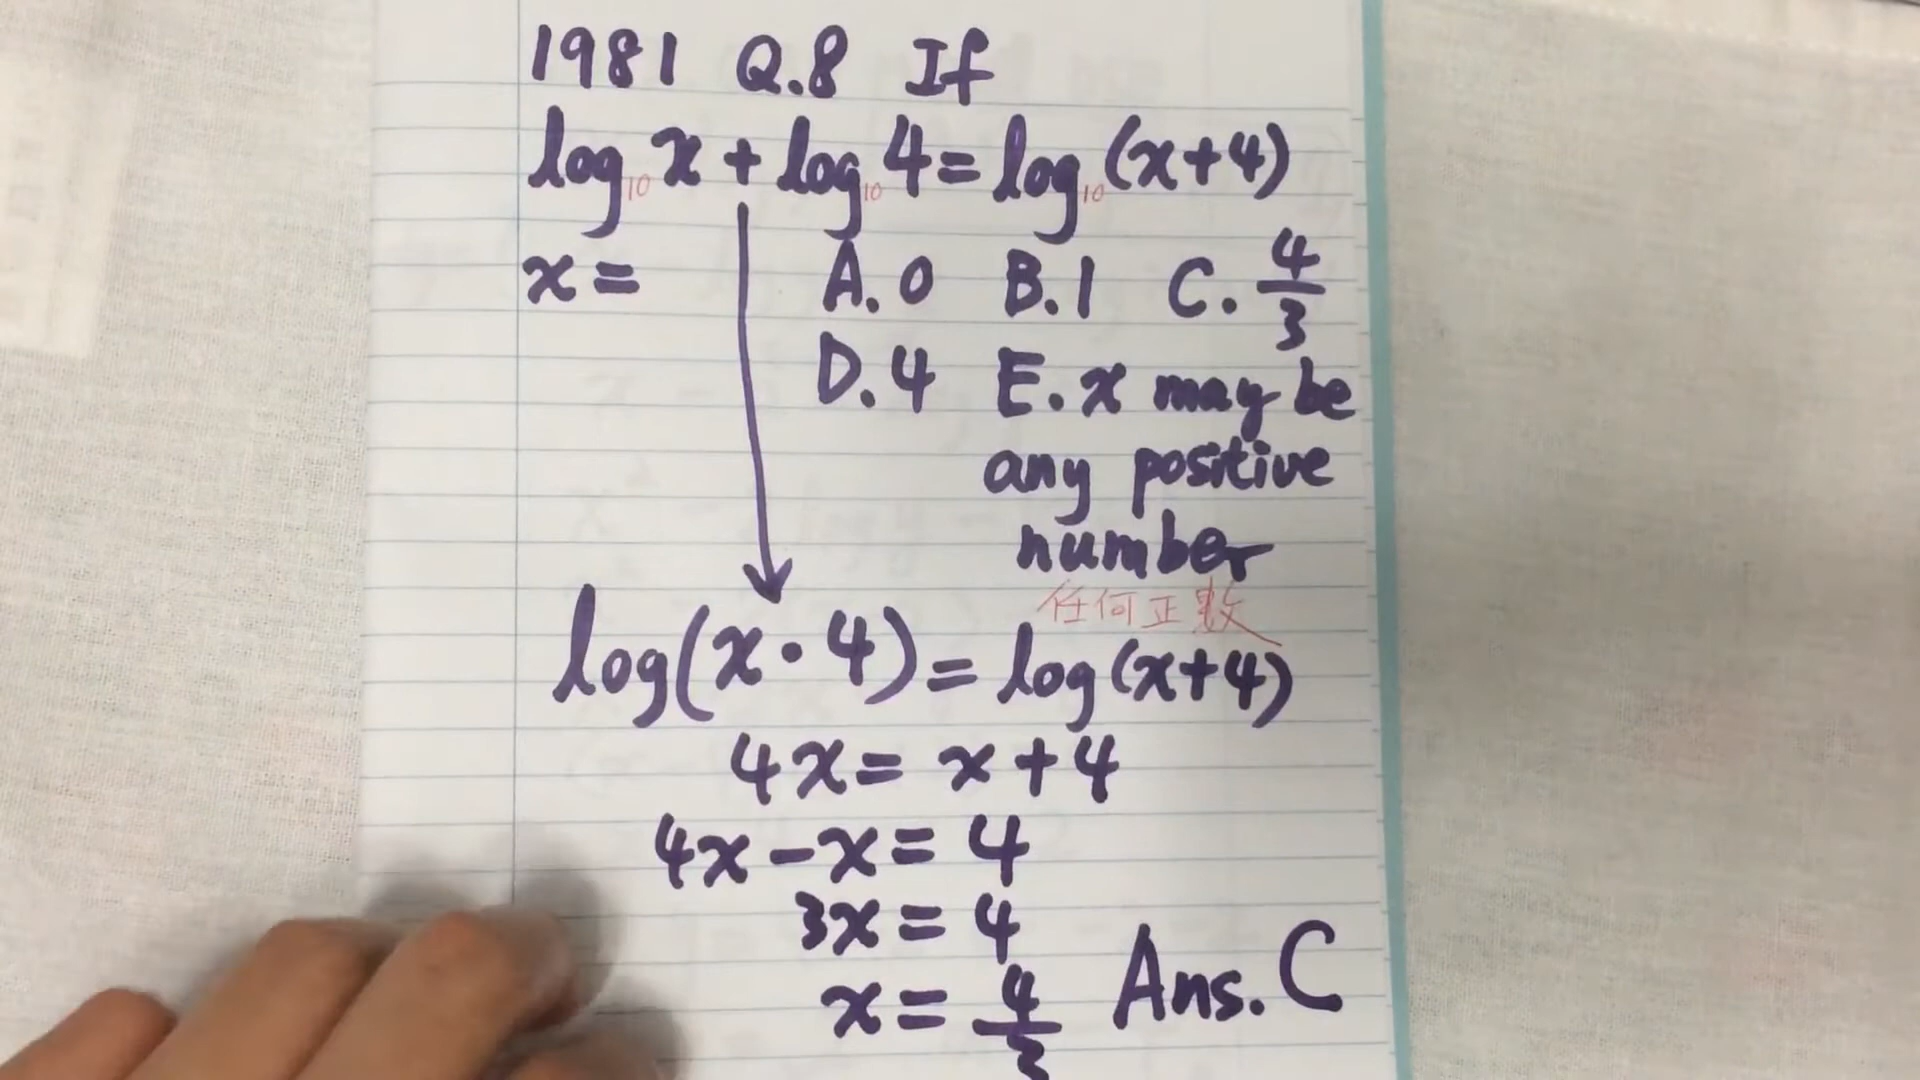 1981 Q.8 If
log₁₀ x + log₁₀ 4 = log₁₀ (x+4)
x = A. 0 B. 1 C. 4/3
D. 4 E. x may be
any positive
number
任何正數
log(x · 4) = log(x+4)
4x = x + 4
4x − x = 4
3x = 4
x = 4/3 Ans. C